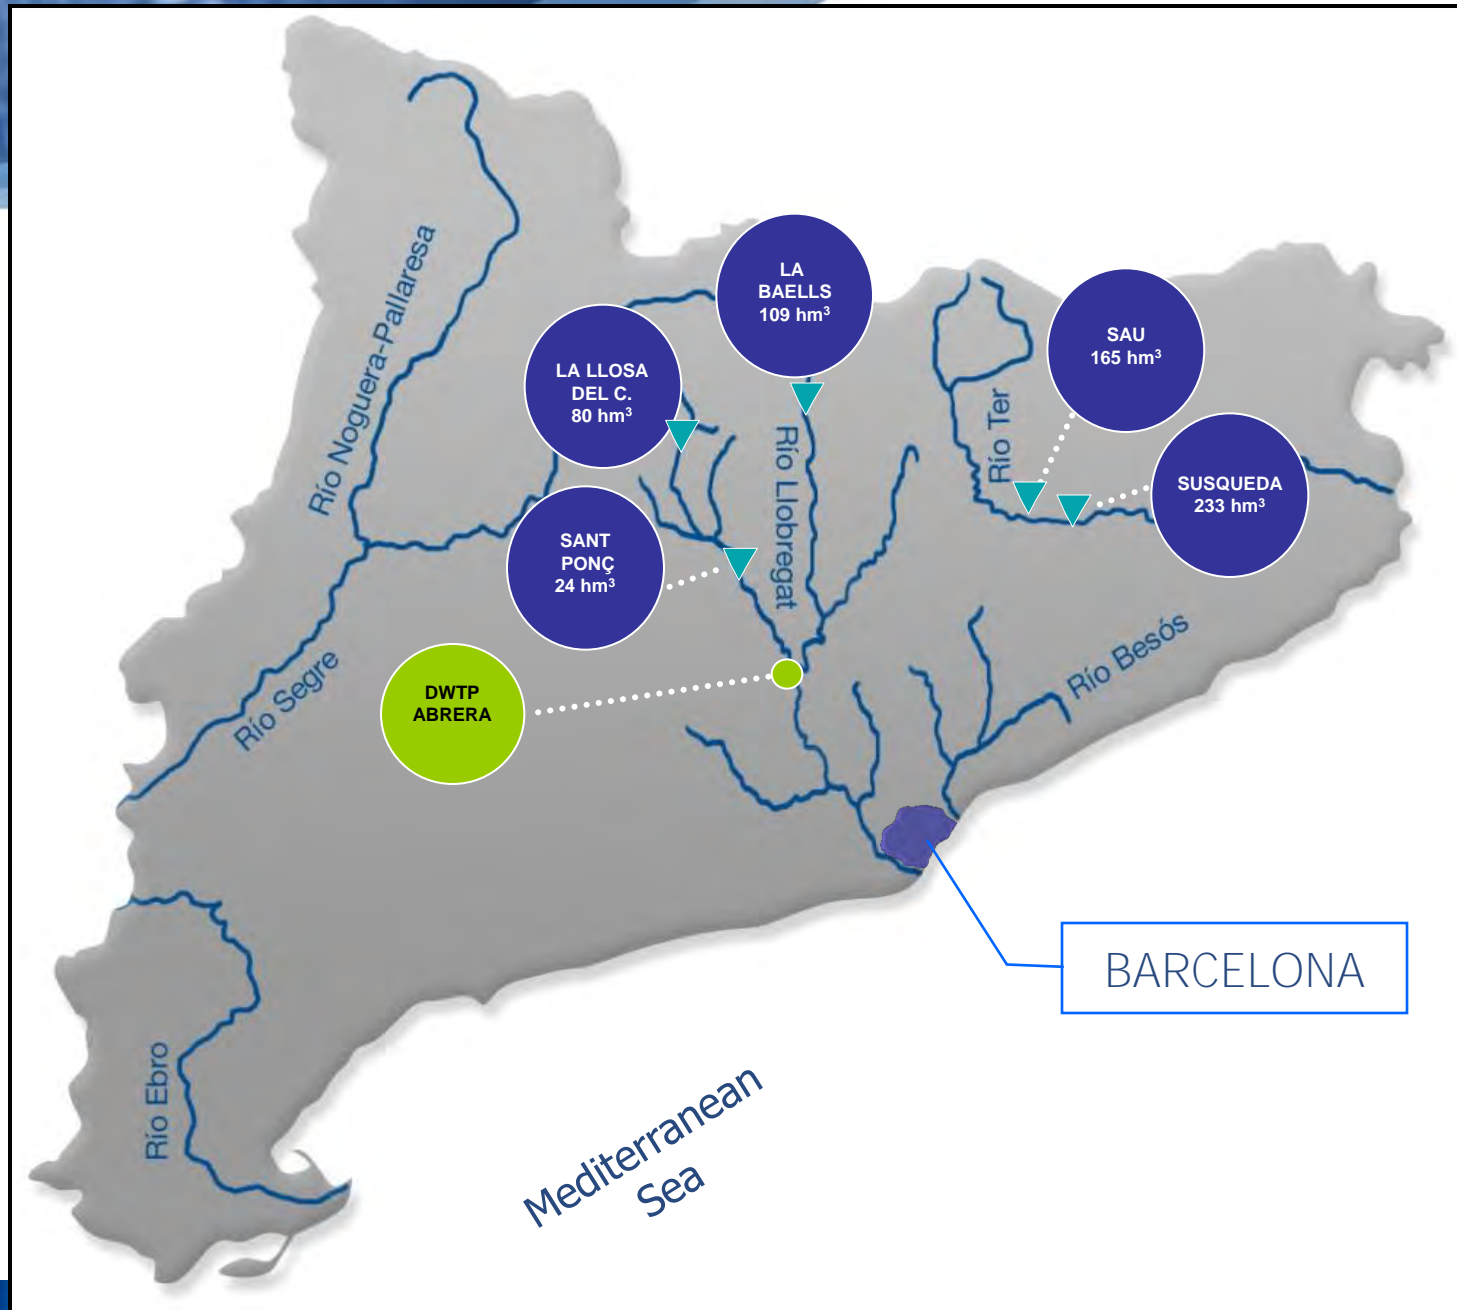 LA
BAELLS
109 hm³
SAU
165 hm³
LA LLOSA
DEL C.
80 hm³
Río Noguera-Pallaresa
Río Llobregat
Río Ter
SUSQUEDA
233 hm³
SANT
PONÇ
24 hm³
Río Segre
DWTP
ABRERA
Río Besós
BARCELONA
Río Ebro
Mediterranean
Sea